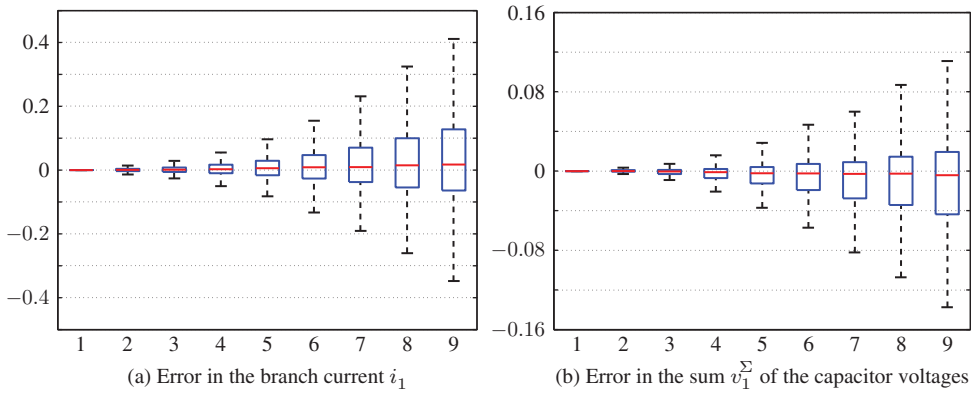 0.4
0.2
0
−0.2
−0.4
1 2 3 4 5 6 7 8 9
(a) Error in the branch current i₁
0.16
0.08
0
−0.08
−0.16
1 2 3 4 5 6 7 8 9
(b) Error in the sum v₁^Σ of the capacitor voltages